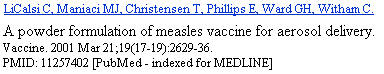 LiCalsi C, Maniaci MJ, Christensen T, Phillips E, Ward GH, Witham C.
A powder formulation of measles vaccine for aerosol delivery.
Vaccine. 2001 Mar 21;19(17-19):2629-36.
PMID: 11257402 [PubMed - indexed for MEDLINE]